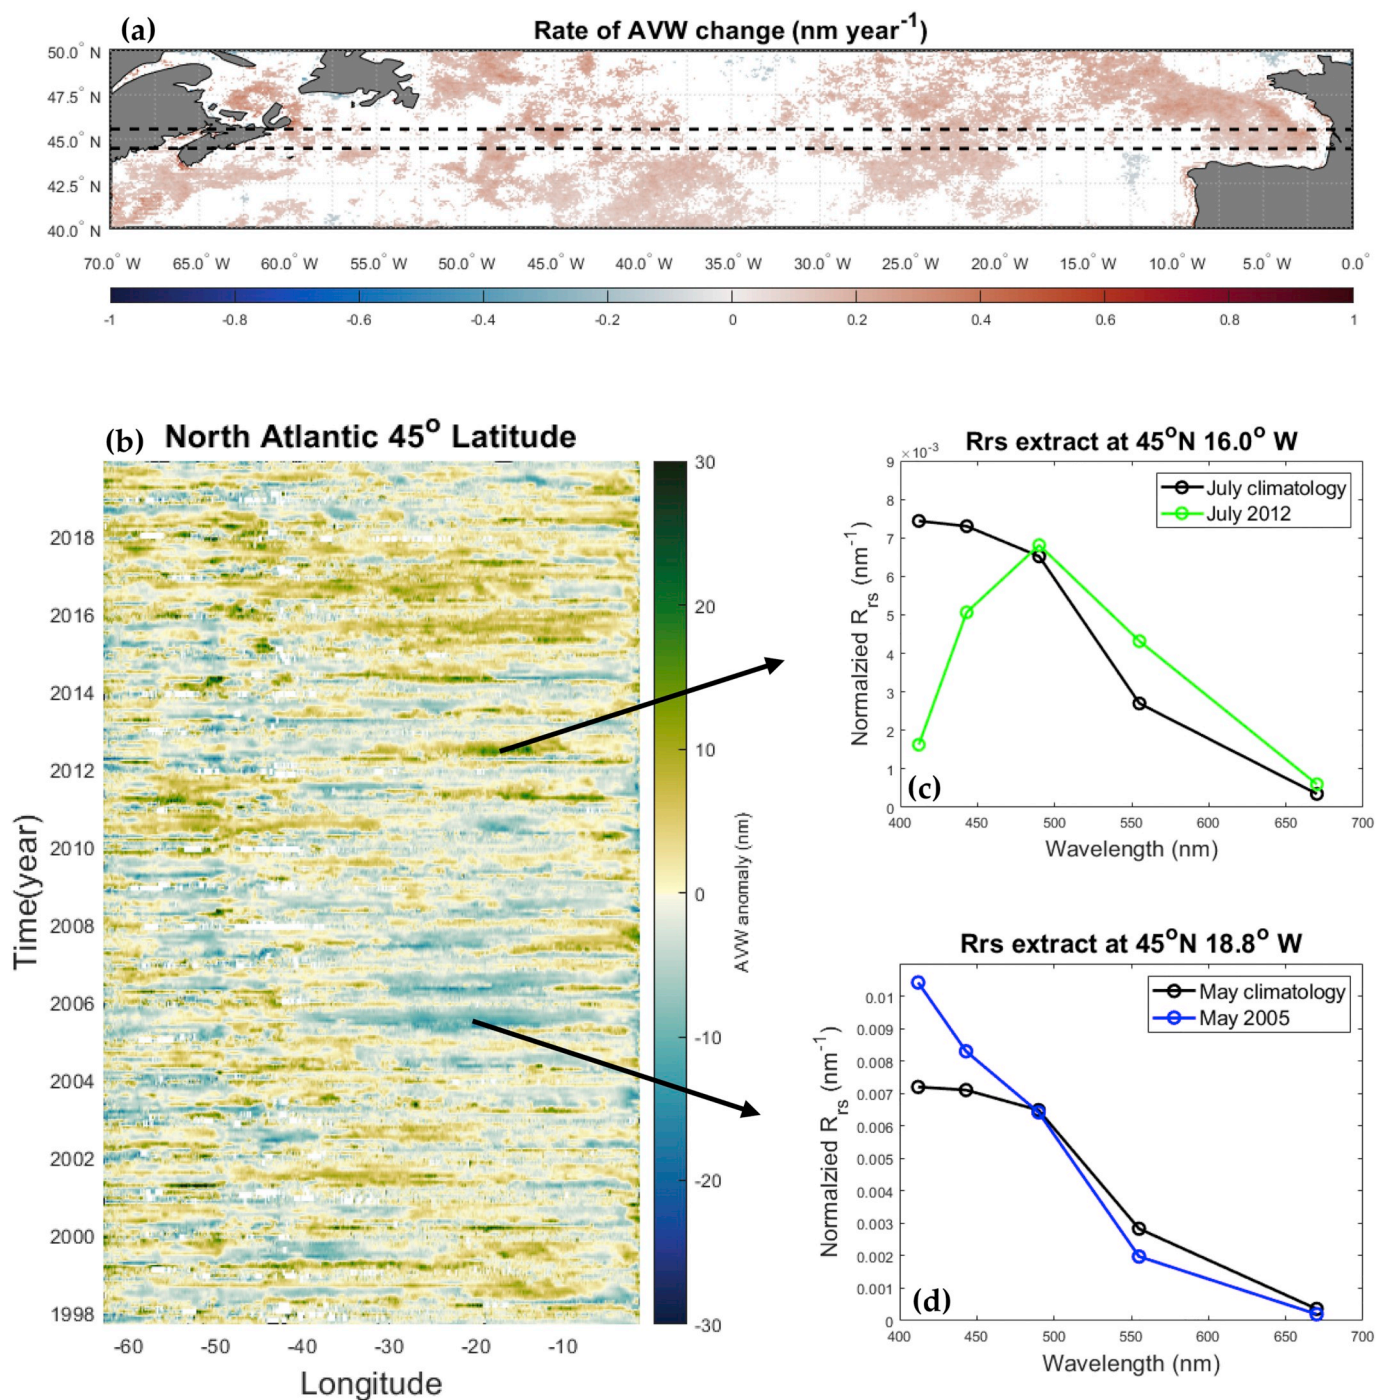 (a) Rate of AVW change (nm year⁻¹)
50.0° N
47.5° N
45.0° N
42.5° N
40.0° N
70.0° W 65.0° W 60.0° W 55.0° W 50.0° W 45.0° W 40.0° W 35.0° W 30.0° W 25.0° W 20.0° W 15.0° W 10.0° W 5.0° W 0.0°
-1 -0.8 -0.6 -0.4 -0.2 0 0.2 0.4 0.6 0.8 1
(b) North Atlantic 45° Latitude
2018
2016
2014
2012
2010
2008
2006
2004
2002
2000
1998
Time(year)
-60 -50 -40 -30 -20 -10
Longitude
30
20
10
0
-10
-20
-30
AVW anomaly (nm)
Rrs extract at 45°N 16.0° W
×10⁻³
9
8
7
6
5
4
3
2
1
0
Normalzied Rrs (nm⁻¹)
July climatology
July 2012
(c)
400 450 500 550 600 650 700
Wavelength (nm)
Rrs extract at 45°N 18.8° W
0.01
0.009
0.008
0.007
0.006
0.005
0.004
0.003
0.002
0.001
0
Normalzied Rrs (nm⁻¹)
May climatology
May 2005
(d)
400 450 500 550 600 650 700
Wavelength (nm)